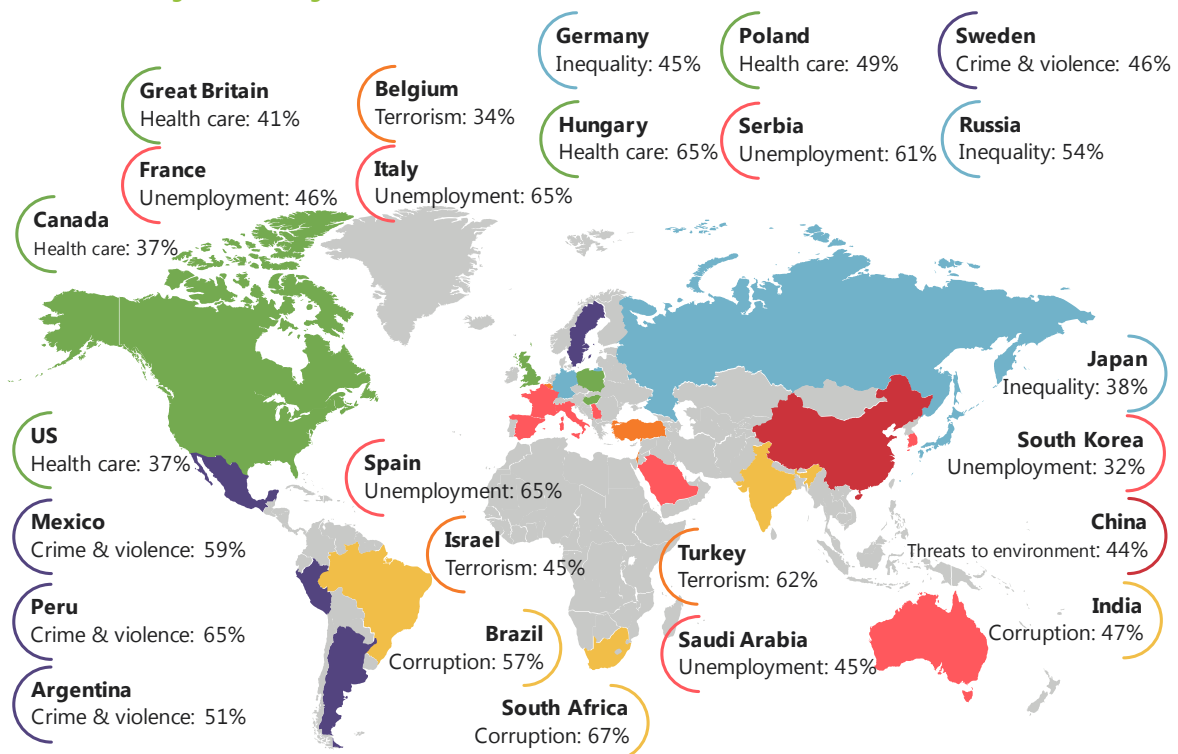 Germany
Inequality: 45%
Poland
Health care: 49%
Sweden
Crime & violence: 46%
Great Britain
Health care: 41%
Belgium
Terrorism: 34%
Hungary
Health care: 65%
Serbia
Unemployment: 61%
Russia
Inequality: 54%
France
Unemployment: 46%
Italy
Unemployment: 65%
Canada
Health care: 37%
Japan
Inequality: 38%
US
Health care: 37%
South Korea
Unemployment: 32%
Spain
Unemployment: 65%
Mexico
Crime & violence: 59%
China
Threats to environment: 44%
Israel
Terrorism: 45%
Turkey
Terrorism: 62%
Peru
Crime & violence: 65%
India
Corruption: 47%
Brazil
Corruption: 57%
Saudi Arabia
Unemployment: 45%
Argentina
Crime & violence: 51%
South Africa
Corruption: 67%